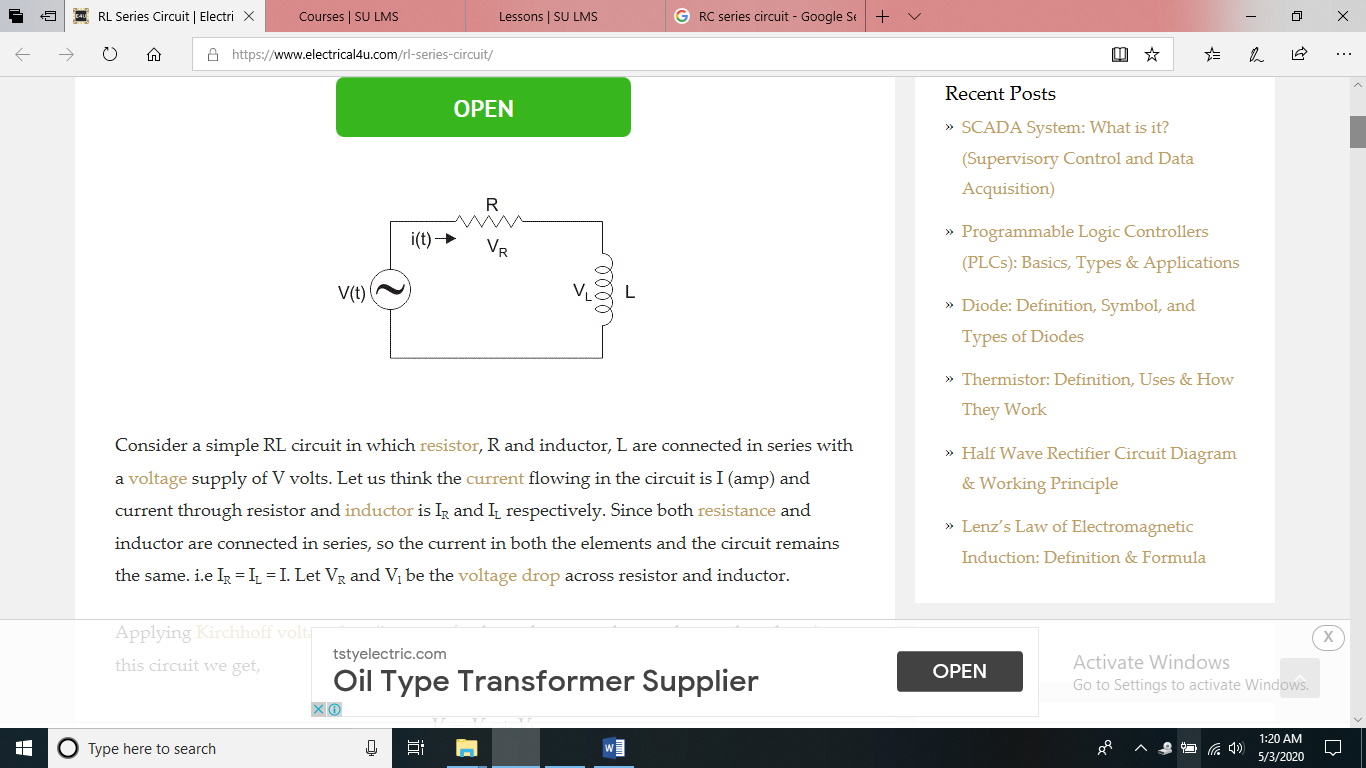 RL Series Circuit | Electri
Courses | SU LMS
Lessons | SU LMS
RC series circuit - Google Se
https://www.electrical4u.com/rl-series-circuit/
OPEN
R
i(t)
VR
V(t)
VL
L
Consider a simple RL circuit in which resistor, R and inductor, L are connected in series with
a voltage supply of V volts. Let us think the current flowing in the circuit is I (amp) and
current through resistor and inductor is IR and IL respectively. Since both resistance and
inductor are connected in series, so the current in both the elements and the circuit remains
the same. i.e IR = IL = I. Let VR and Vl be the voltage drop across resistor and inductor.
Applying Kirchhoff
this circuit we get,
Recent Posts
» SCADA System: What is it?
(Supervisory Control and Data
Acquisition)
» Programmable Logic Controllers
(PLCs): Basics, Types & Applications
» Diode: Definition, Symbol, and
Types of Diodes
» Thermistor: Definition, Uses & How
They Work
» Half Wave Rectifier Circuit Diagram
& Working Principle
» Lenz's Law of Electromagnetic
Induction: Definition & Formula
tstyelectric.com
Oil Type Transformer Supplier
OPEN
X
Activate Windows
Go to Settings to activate Windows.
Type here to search
1:20 AM
5/3/2020